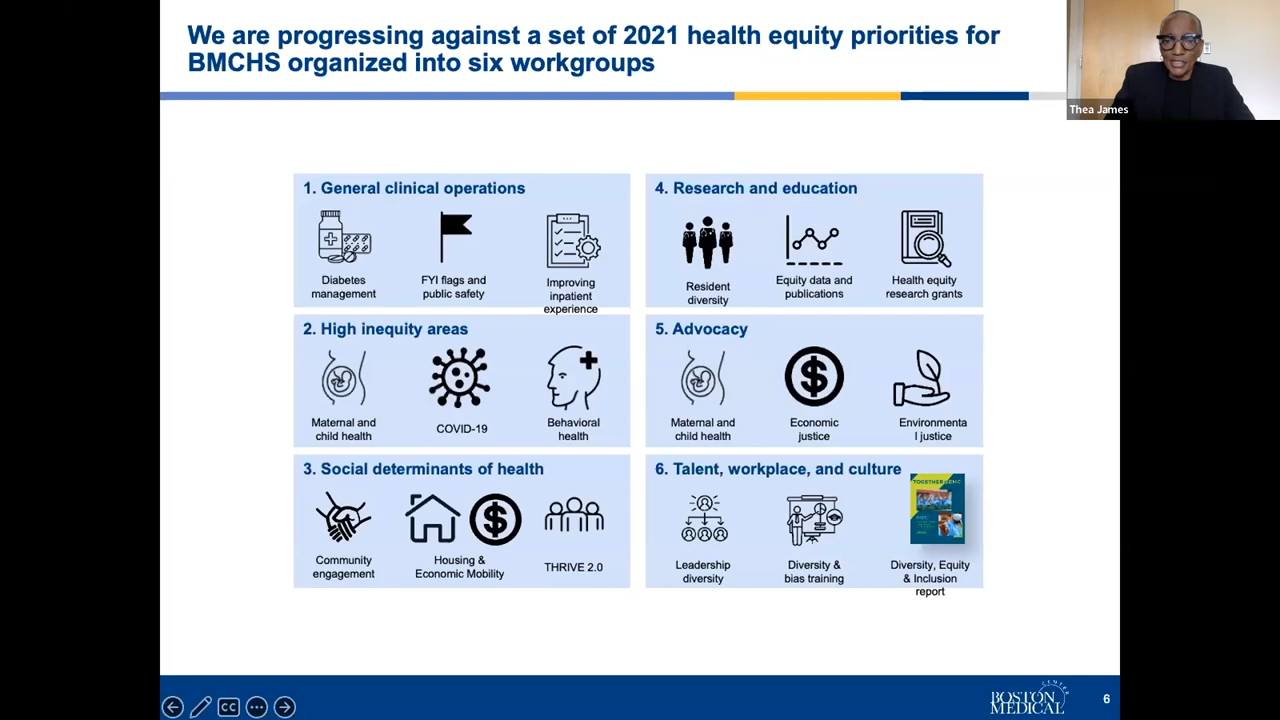 We are progressing against a set of 2021 health equity priorities for
BMCHS organized into six workgroups
Thea James
1. General clinical operations
Diabetes
management
FYI flags and
public safety
Improving
inpatient
experience
4. Research and education
Resident
diversity
Equity data and
publications
Health equity
research grants
2. High inequity areas
Maternal and
child health
COVID-19
Behavioral
health
5. Advocacy
Maternal and
child health
Economic
justice
Environmenta
l justice
3. Social determinants of health
Community
engagement
Housing &
Economic Mobility
THRIVE 2.0
6. Talent, workplace, and culture
Leadership
diversity
Diversity &
bias training
Diversity, Equity
& Inclusion
report
CC
BOSTON
MEDICAL
CENTER
6